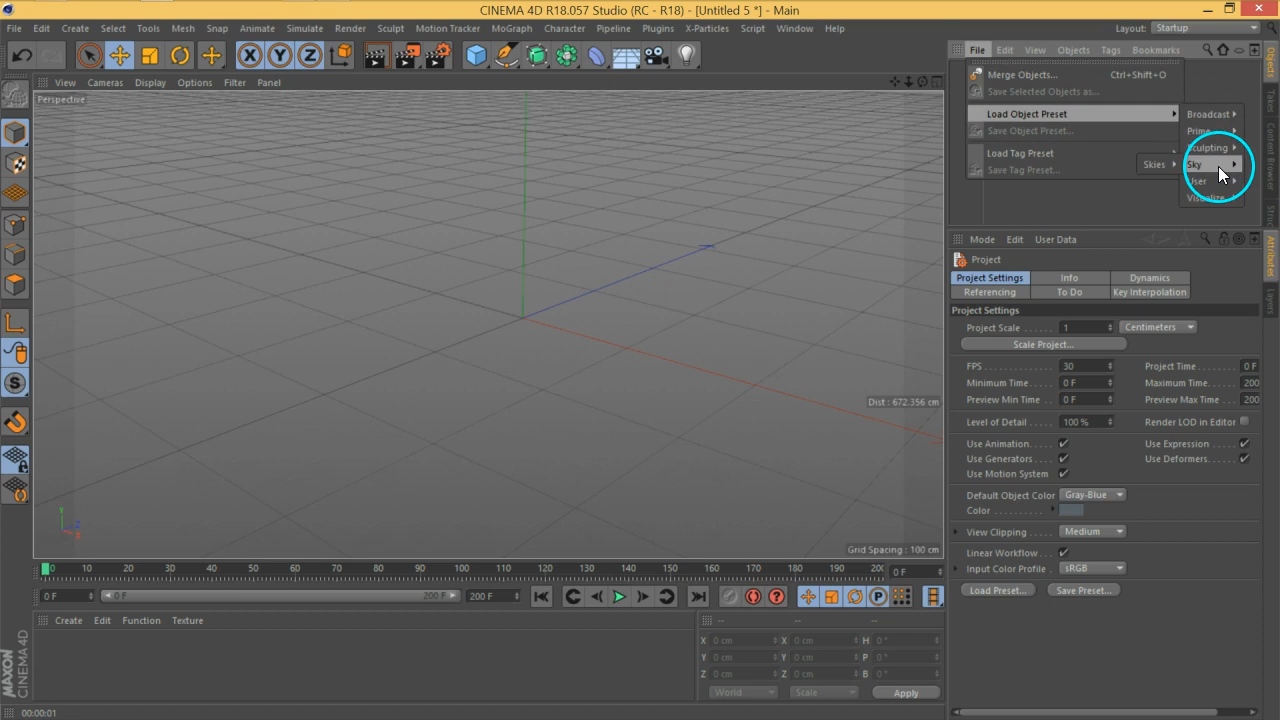 CINEMA 4D R18.057 Studio (RC - R18) - [Untitled 5 *] - Main
File Edit Create Select Tools Mesh Snap Animate Simulate Render Sculpt Motion Tracker MoGraph Character Pipeline Plugins X-Particles Script Window Help Layout: Startup
X Y Z
File Edit View Objects Tags Bookmarks
View Cameras Display Options Filter Panel
Perspective
Merge Objects... Ctrl+Shift+O
Save Selected Objects as...
Load Object Preset
Save Object Preset...
Load Tag Preset
Save Tag Preset...
Skies
Broadcast
Prime
Sculpting
Sky
User
Visualize
Objects
Takes
Content Browser
Attributes
Layers
Mode Edit User Data
Project
Project Settings Info Dynamics
Referencing To Do Key Interpolation
Project Settings
Project Scale . . . . . . 1 Centimeters
Scale Project...
FPS . . . . . . . . . . . . . 30 Project Time . . . . . . . . 0 F
Minimum Time. . . . 0 F Maximum Time. . . . . . 200
Preview Min Time . . 0 F Preview Max Time . . . 200
Level of Detail . . . . . 100 % Render LOD in Editor
Use Animation. . . . Use Expression . . . .
Use Generators . . . . Use Deformers. . . . . .
Use Motion System
Default Object Color Gray-Blue
Color . . . . . . . . . .
View Clipping . . . . . Medium
Linear Workflow . . .
Input Color Profile . sRGB
Load Preset... Save Preset...
Dist : 672.356 cm
Y
Z
X
Grid Spacing : 100 cm
0 10 20 30 40 50 60 70 80 90 100 110 120 130 140 150 160 170 180 190 200 0 F
0 F 0 F 200 F 200 F
P
Create Edit Function Texture
-- -- --
X 0 cm X 0 cm H 0 °
Y 0 cm Y 0 cm P 0 °
Z 0 cm Z 0 cm B 0 °
World Scale Apply
MAXON
CINEMA 4D
00:00:01